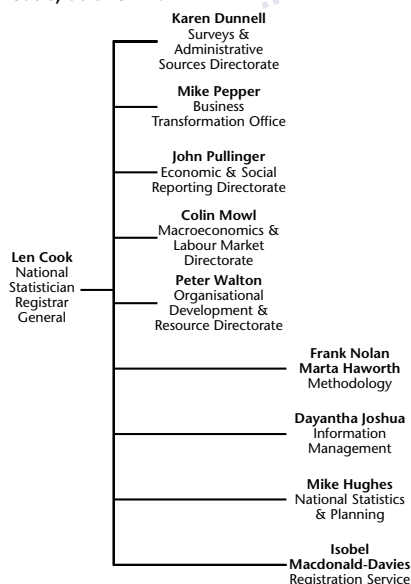 Karen Dunnell
Surveys &
Administrative
Sources Directorate
Mike Pepper
Business
Transformation Office
John Pullinger
Economic & Social
Reporting Directorate
Colin Mowl
Macroeconomics &
Labour Market
Directorate
Len Cook
National
Statistician
Registrar
General
Peter Walton
Organisational
Development &
Resource Directorate
Frank Nolan
Marta Haworth
Methodology
Dayantha Joshua
Information
Management
Mike Hughes
National Statistics
& Planning
Isobel
Macdonald-Davies
Registration Service